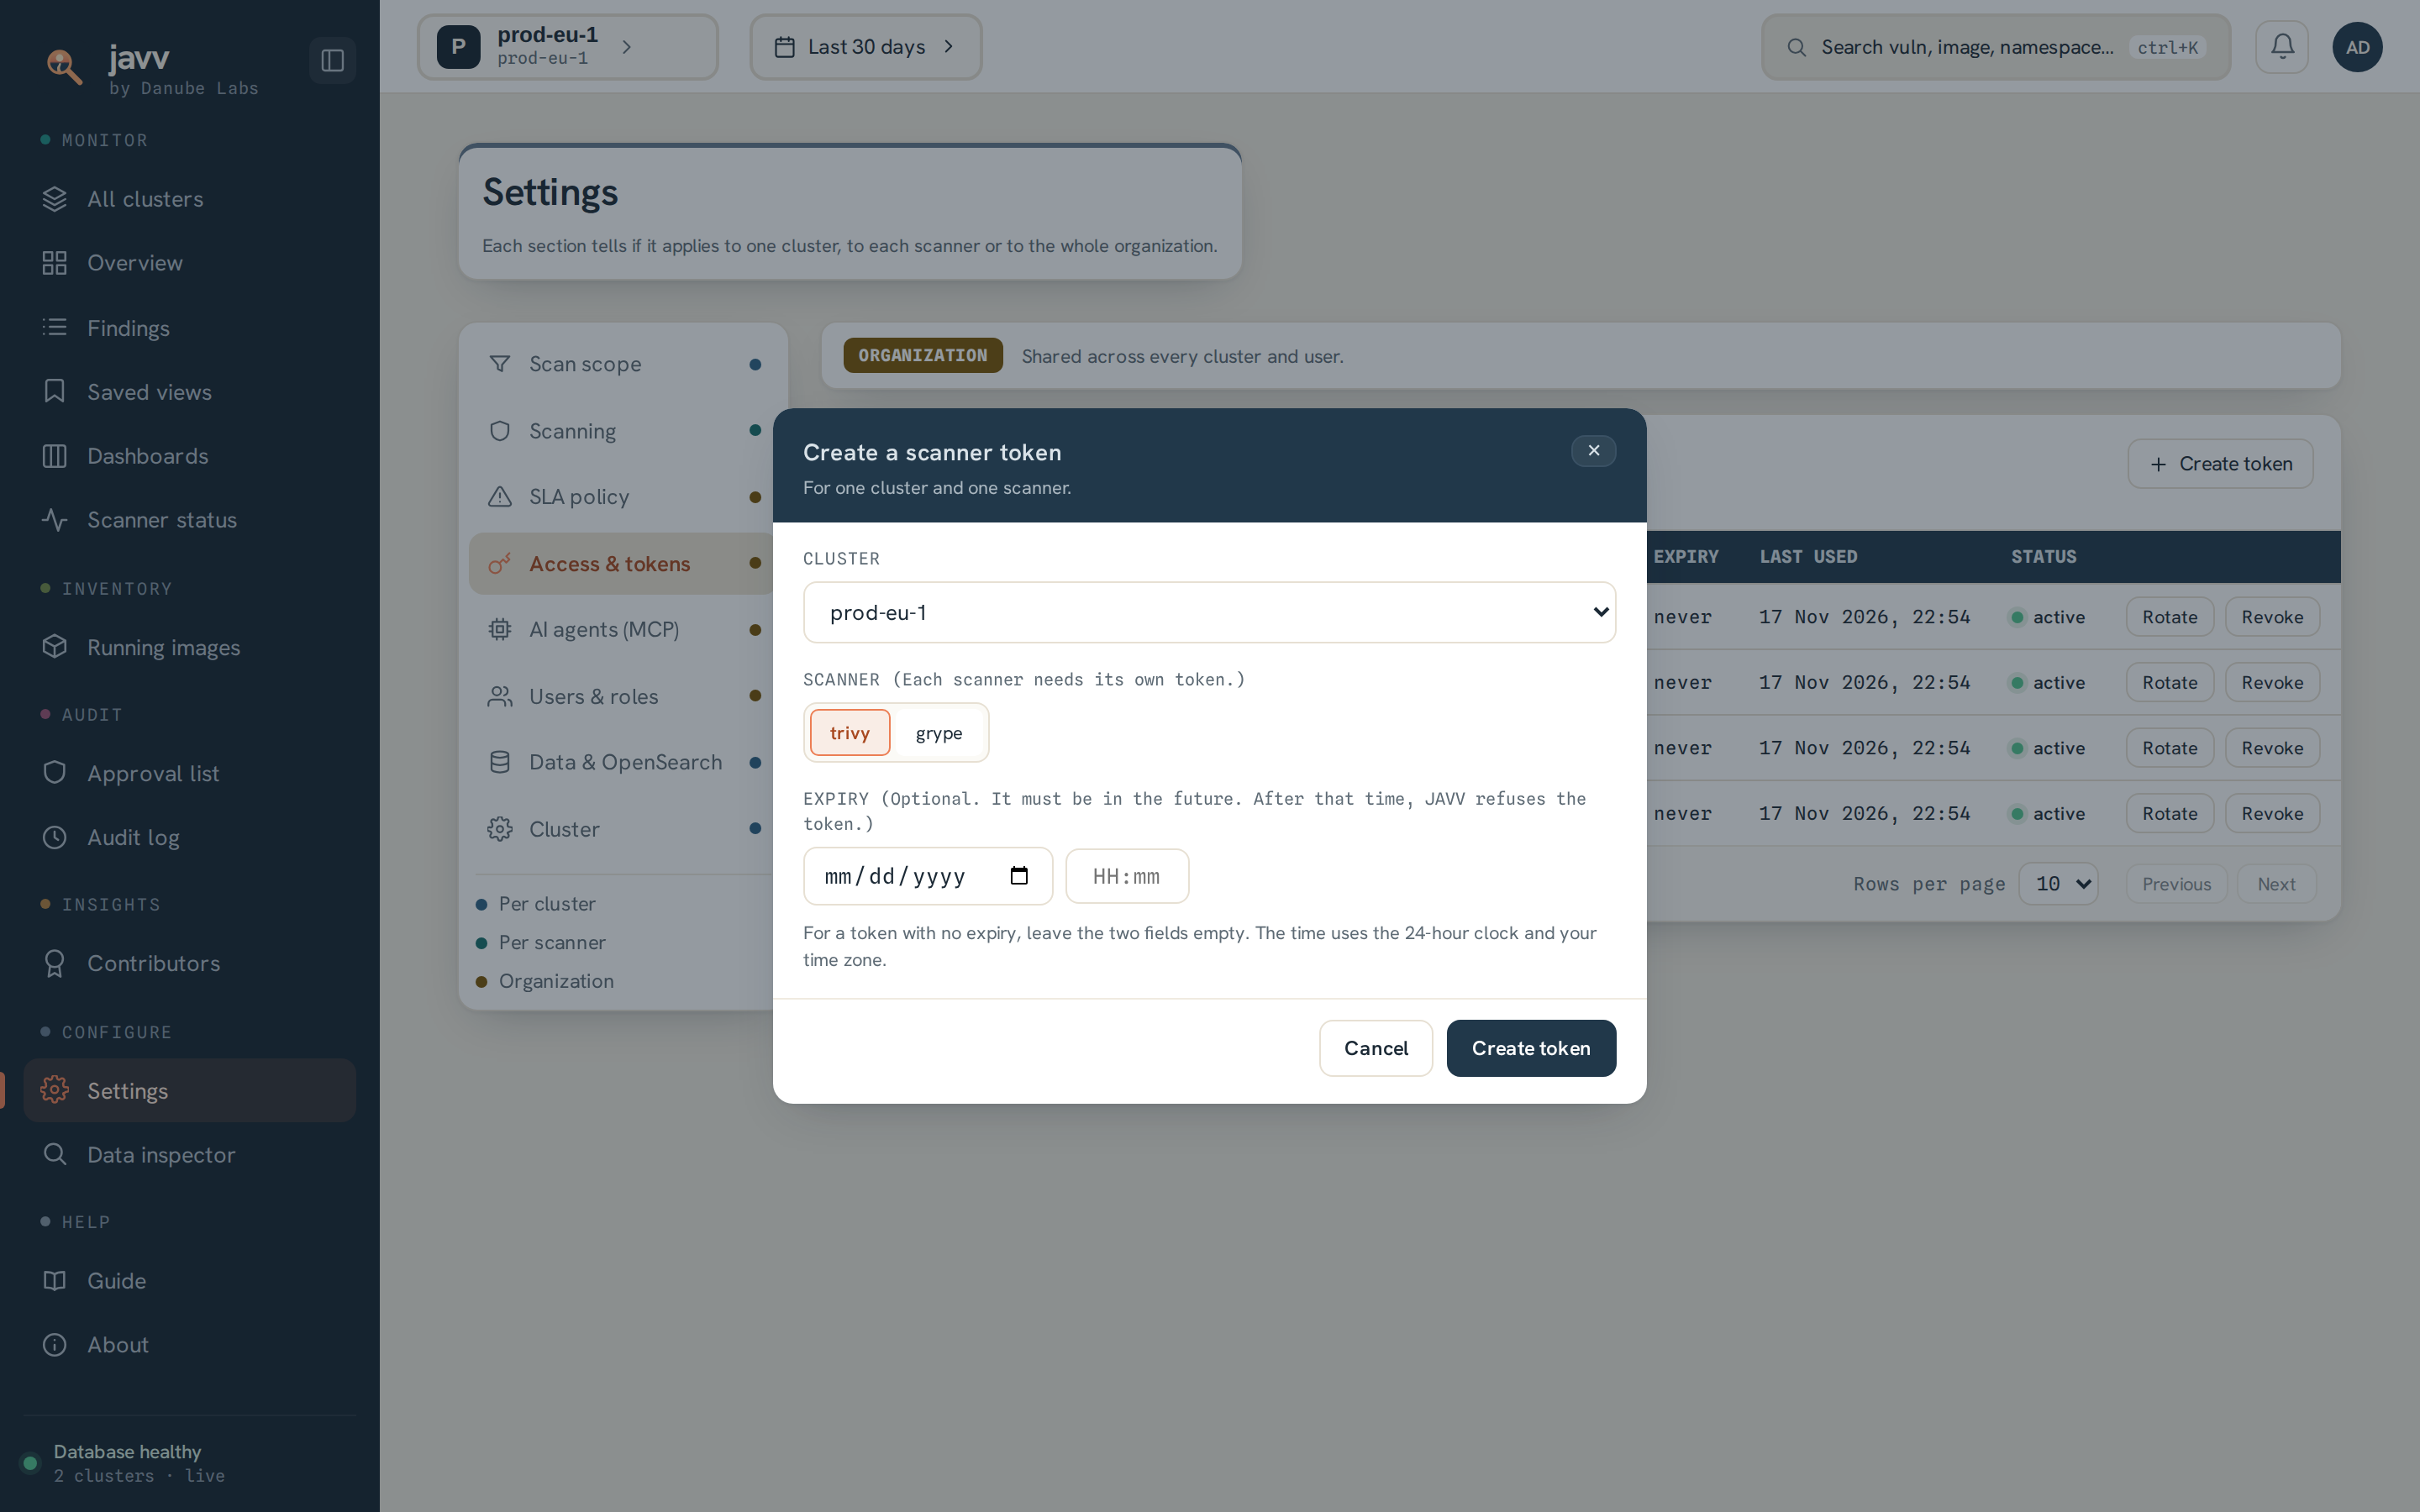 javv
by Danube Labs
MONITOR
All clusters
Overview
Findings
Saved views
Dashboards
Scanner status
INVENTORY
Running images
AUDIT
Approval list
Audit log
INSIGHTS
Contributors
CONFIGURE
Settings
Data inspector
HELP
Guide
About
Database healthy
2 clusters · live
P
prod-eu-1
prod-eu-1
Last 30 days
Search vuln, image, namespace...
ctrl+K
AD
Settings
Each section tells if it applies to one cluster, to each scanner or to the whole organization.
Scan scope
Scanning
SLA policy
Access & tokens
AI agents (MCP)
Users & roles
Data & OpenSearch
Cluster
Per cluster
Per scanner
Organization
ORGANIZATION Shared across every cluster and user.
+ Create token
EXPIRY LAST USED STATUS
never 17 Nov 2026, 22:54 active Rotate Revoke
never 17 Nov 2026, 22:54 active Rotate Revoke
never 17 Nov 2026, 22:54 active Rotate Revoke
never 17 Nov 2026, 22:54 active Rotate Revoke
Rows per page 10 Previous Next
Create a scanner token
For one cluster and one scanner.
CLUSTER
prod-eu-1
SCANNER (Each scanner needs its own token.)
trivy grype
EXPIRY (Optional. It must be in the future. After that time, JAVV refuses the
token.)
mm/dd/yyyy HH:mm
For a token with no expiry, leave the two fields empty. The time uses the 24-hour clock and your
time zone.
Cancel Create token